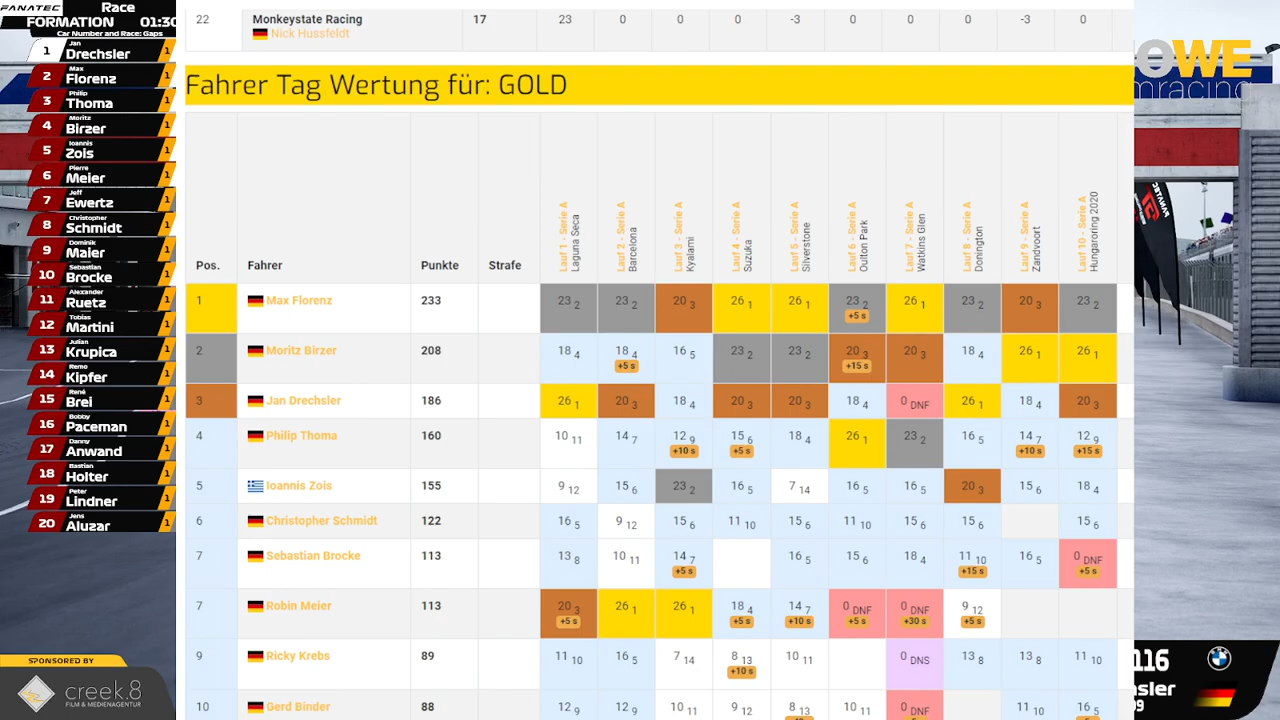 FANATEC Race
FORMATION 01:30
Car Number and Race: Gaps
1 Jan Drechsler 1
2 Max Florenz 1
3 Philip Thoma 1
4 Moritz Birzer 1
5 Ioannis Zois 1
6 Pierre Meier 1
7 Jeff Ewertz 1
8 Christopher Schmidt 1
9 Dominik Maier 1
10 Sebastian Brocke 1
11 Alexander Ruetz 1
12 Tobias Martini 1
13 Julian Krupica 1
14 Remo Kipfer 1
15 René Brei 1
16 Bobby Paceman 1
17 Danny Anwand 1
18 Bastian Holter 1
19 Peter Lindner 1
20 Jens Aluzar 1
SPONSORED BY
creek.8
FILM & MEDIENAGENTUR
22 Monkeystate Racing 17 23 0 0 0 -3 0 0 0 -3 0
Nick Hussfeldt
Fahrer Tag Wertung für: GOLD
Pos. Fahrer Punkte Strafe
Lauf 1 - Serie A
Laguna Seca
Lauf 2 - Serie A
Barcelona
Lauf 3 - Serie A
Kyalami
Lauf 4 - Serie A
Suzuka
Lauf 5 - Serie A
Silverstone
Lauf 6 - Serie A
Oulton Park
Lauf 7 - Serie A
Watkins Glen
Lauf 8 - Serie A
Donington
Lauf 9 - Serie A
Zandvoort
Lauf 10 - Serie A
Hungaroring 2020
1 Max Florenz 233 23 2 23 2 20 3 26 1 26 1 23 2 26 1 23 2 20 3 23 2
+5 s
2 Moritz Birzer 208 18 4 18 4 16 5 23 2 23 2 20 3 20 3 18 4 26 1 26 1
+5 s +15 s
3 Jan Drechsler 186 26 1 20 3 18 4 20 3 20 3 18 4 0 DNF 26 1 18 4 20 3
4 Philip Thoma 160 10 11 14 7 12 9 15 6 18 4 26 1 23 2 16 5 14 7 12 9
+10 s +5 s +10 s +15 s
5 Ioannis Zois 155 9 12 15 6 23 2 16 5 7 14 16 5 16 5 20 3 15 6 18 4
6 Christopher Schmidt 122 16 5 9 12 15 6 11 10 15 6 11 10 15 6 15 6 15 6
7 Sebastian Brocke 113 13 8 10 11 14 7 16 5 15 6 18 4 11 10 16 5 0 DNF
+5 s +15 s +5 s
7 Robin Meier 113 20 3 26 1 26 1 18 4 14 7 0 DNF 0 DNF 9 12
+5 s +5 s +10 s +5 s +30 s +5 s
9 Ricky Krebs 89 11 10 16 5 7 14 8 13 10 11 0 DNS 13 8 13 8 11 10
+10 s
10 Gerd Binder 88 12 9 12 9 10 11 12 9 8 13 10 11 0 DNF 11 10 16 5
OWE
mracing
FANATEC
116